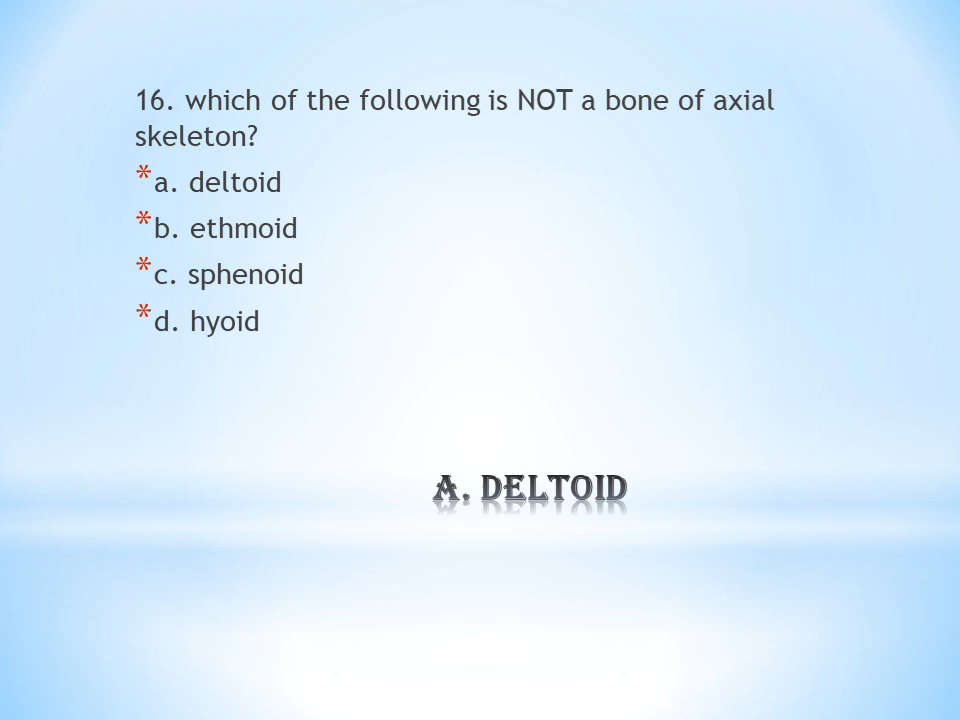 16. which of the following is NOT a bone of axial
skeleton?
* a. deltoid
* b. ethmoid
* c. sphenoid
* d. hyoid
A. DELTOID